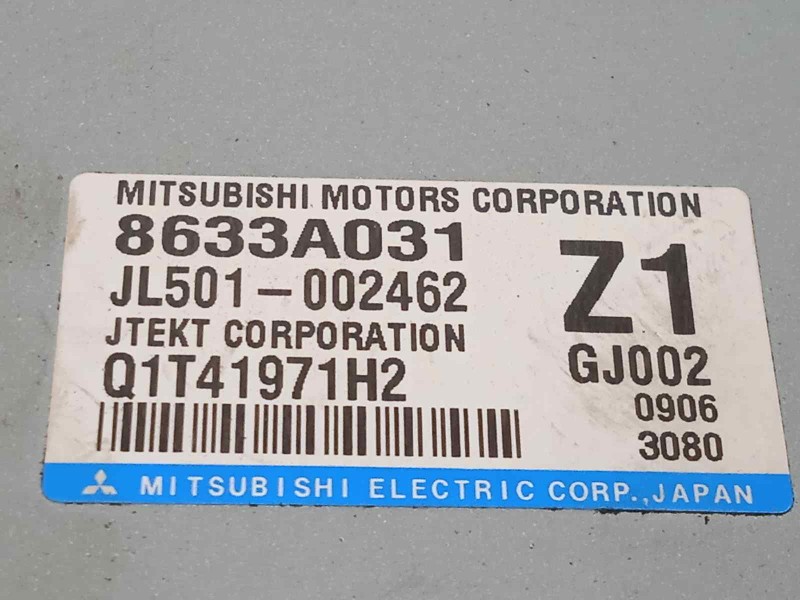 MITSUBISHI MOTORS CORPORATION
8633A031
JL501-002462
JTEKT CORPORATION
Q1T41971H2
Z1
GJ002
0906
3080
MITSUBISHI ELECTRIC CORP., JAPAN